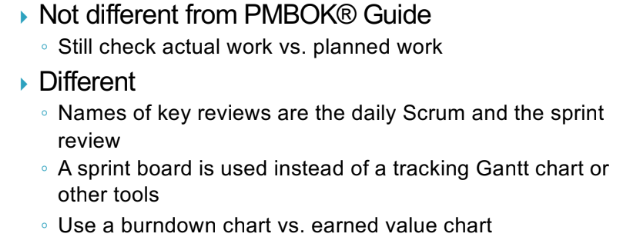 Not different from PMBOK® Guide
Still check actual work vs. planned work
Different
Names of key reviews are the daily Scrum and the sprint
review
A sprint board is used instead of a tracking Gantt chart or
other tools
Use a burndown chart vs. earned value chart